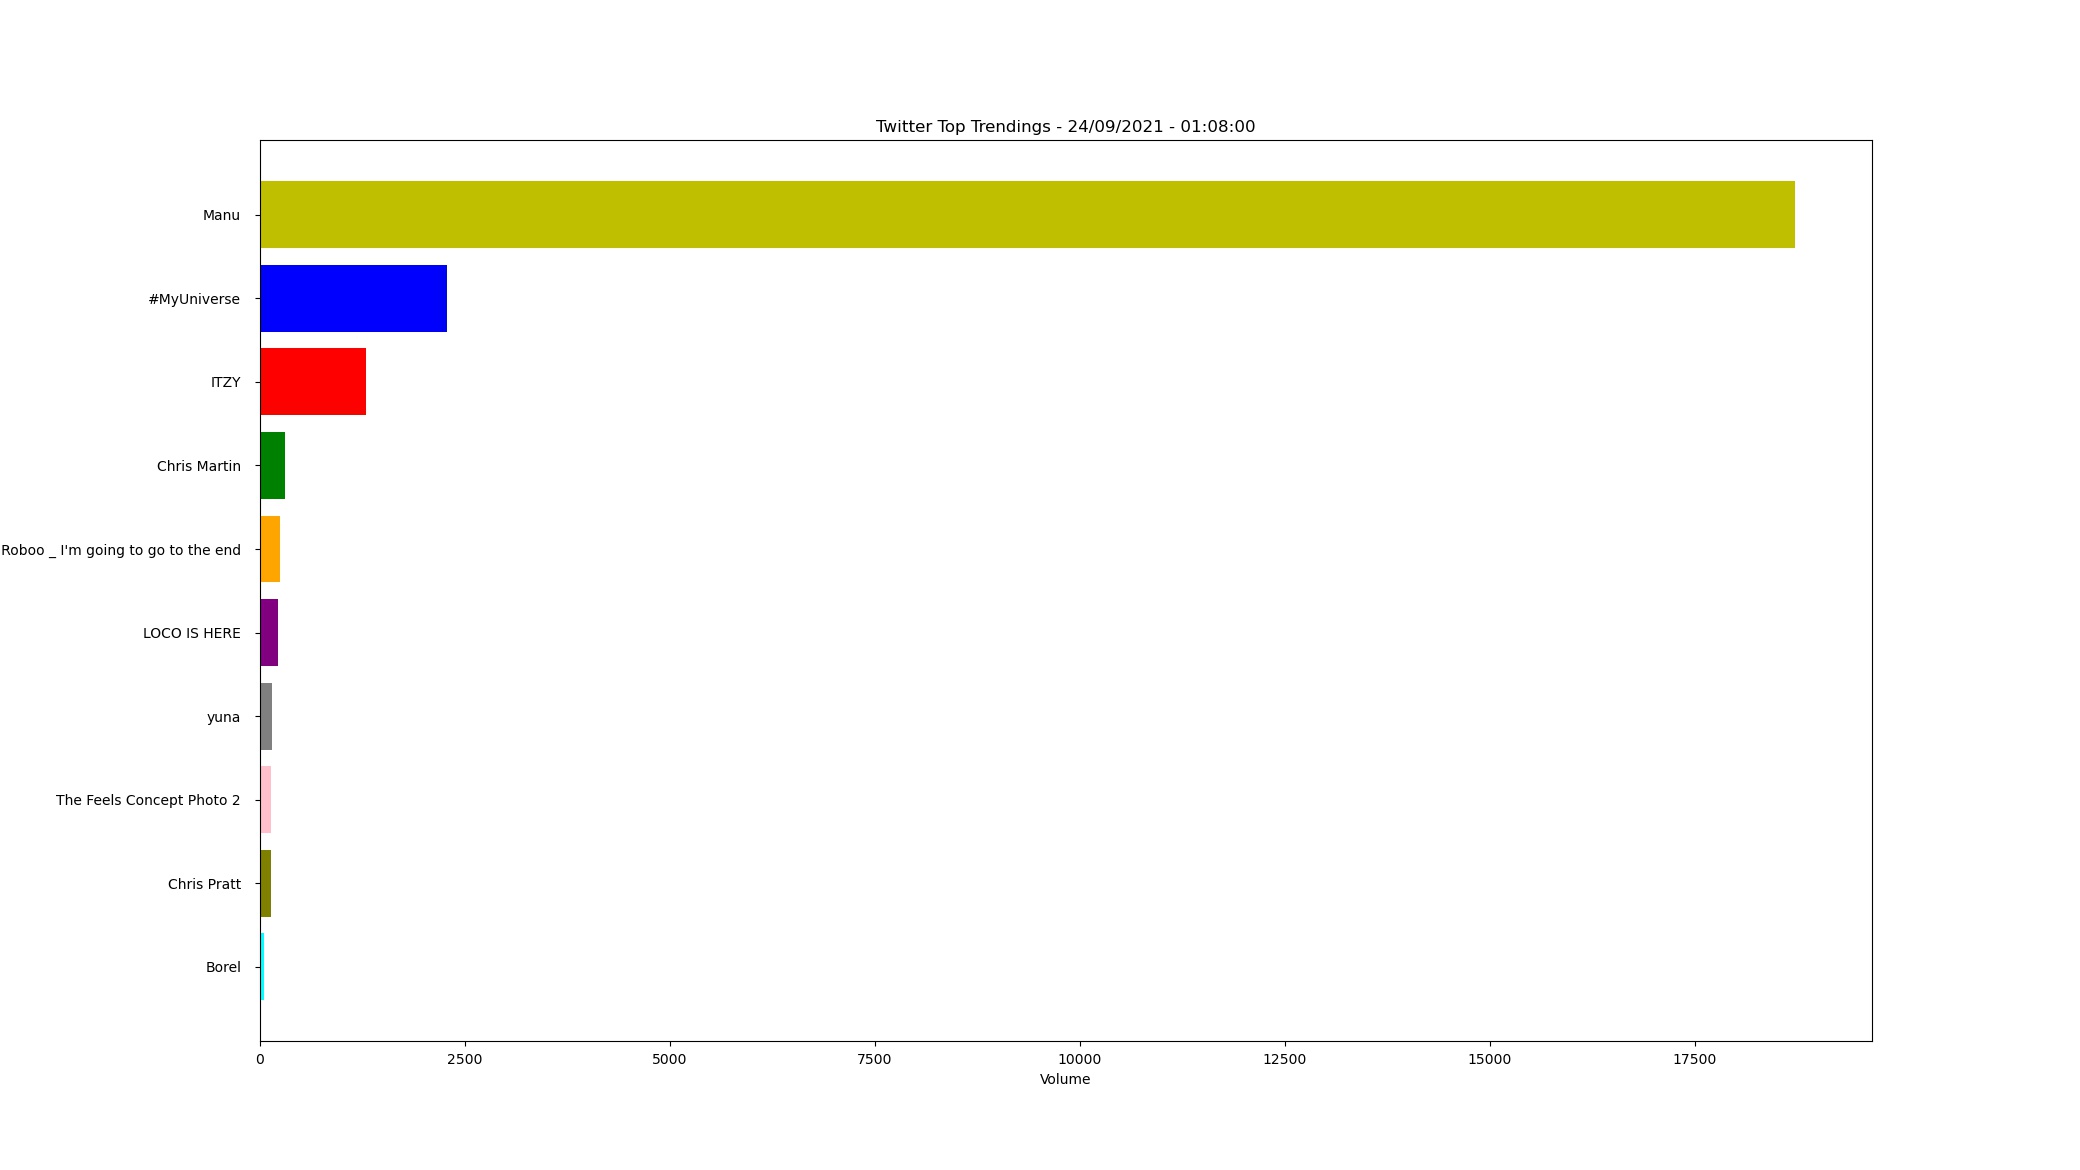 Twitter Top Trendings - 24/09/2021 - 01:08:00
Manu
#MyUniverse
ITZY
Chris Martin
Roboo _ I'm going to go to the end
LOCO IS HERE
yuna
The Feels Concept Photo 2
Chris Pratt
Borel
0 2500 5000 7500 10000 12500 15000 17500
Volume